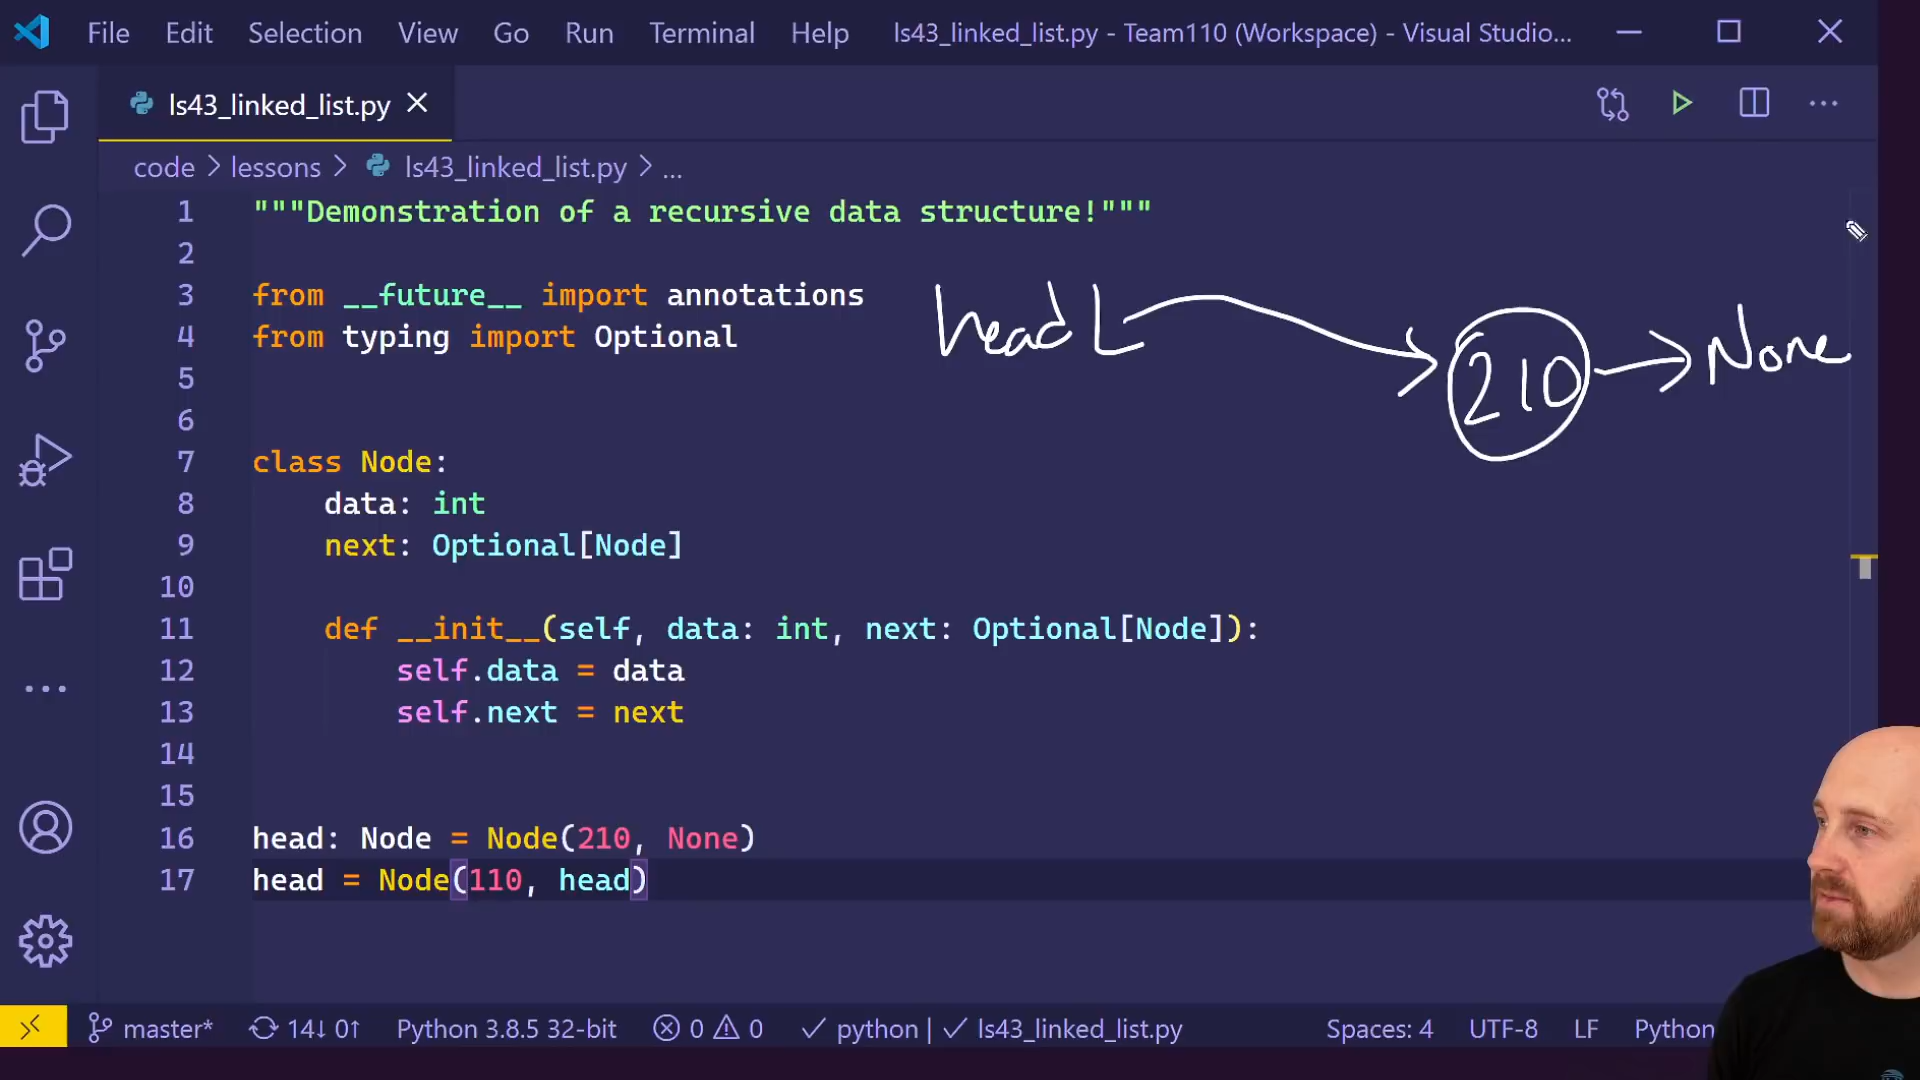 File Edit Selection View Go Run Terminal Help ls43_linked_list.py - Team110 (Workspace) - Visual Studio...
ls43_linked_list.py
code > lessons > ls43_linked_list.py > ...
1 """Demonstration of a recursive data structure!"""
2
3 from __future__ import annotations
4 from typing import Optional
5
6
7 class Node:
8 data: int
9 next: Optional[Node]
10
11 def __init__(self, data: int, next: Optional[Node]):
12 self.data = data
13 self.next = next
14
15
16 head: Node = Node(210, None)
17 head = Node(110, head)
head 210 None
master* 14↓ 0↑ Python 3.8.5 32-bit 0 0 python | ls43_linked_list.py Spaces: 4 UTF-8 LF Python